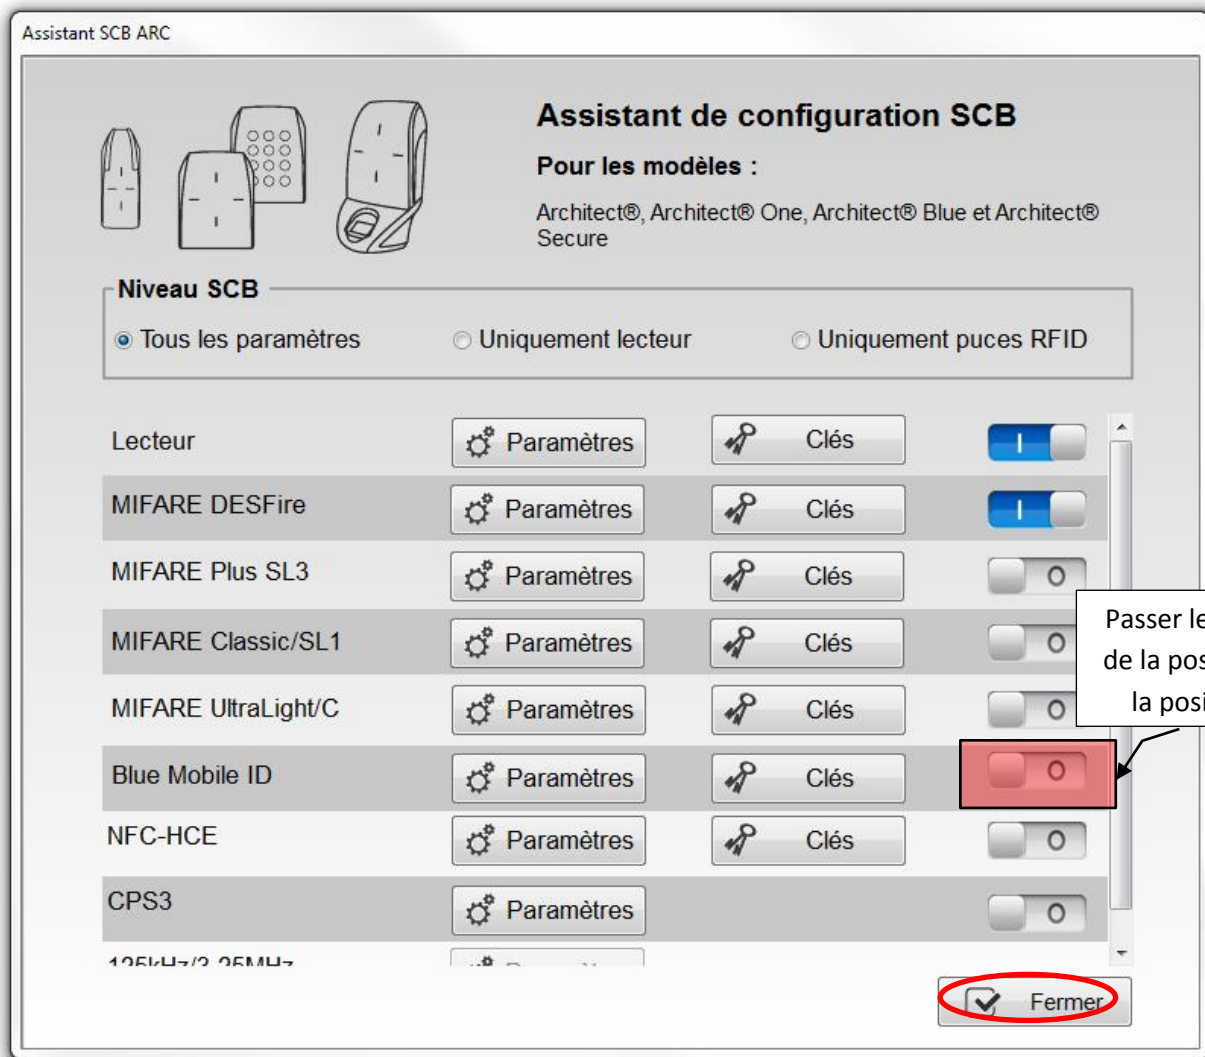 Assistant SCB ARC
Assistant de configuration SCB
Pour les modèles :
Architect®, Architect® One, Architect® Blue et Architect®
Secure
Niveau SCB
Tous les paramètres Uniquement lecteur Uniquement puces RFID
Lecteur Paramètres Clés
MIFARE DESFire Paramètres Clés
MIFARE Plus SL3 Paramètres Clés
MIFARE Classic/SL1 Paramètres Clés
MIFARE UltraLight/C Paramètres Clés
Passer le
de la pos
la posi
Blue Mobile ID Paramètres Clés
NFC-HCE Paramètres Clés
CPS3 Paramètres
125kHz/3.25MHz
Fermer